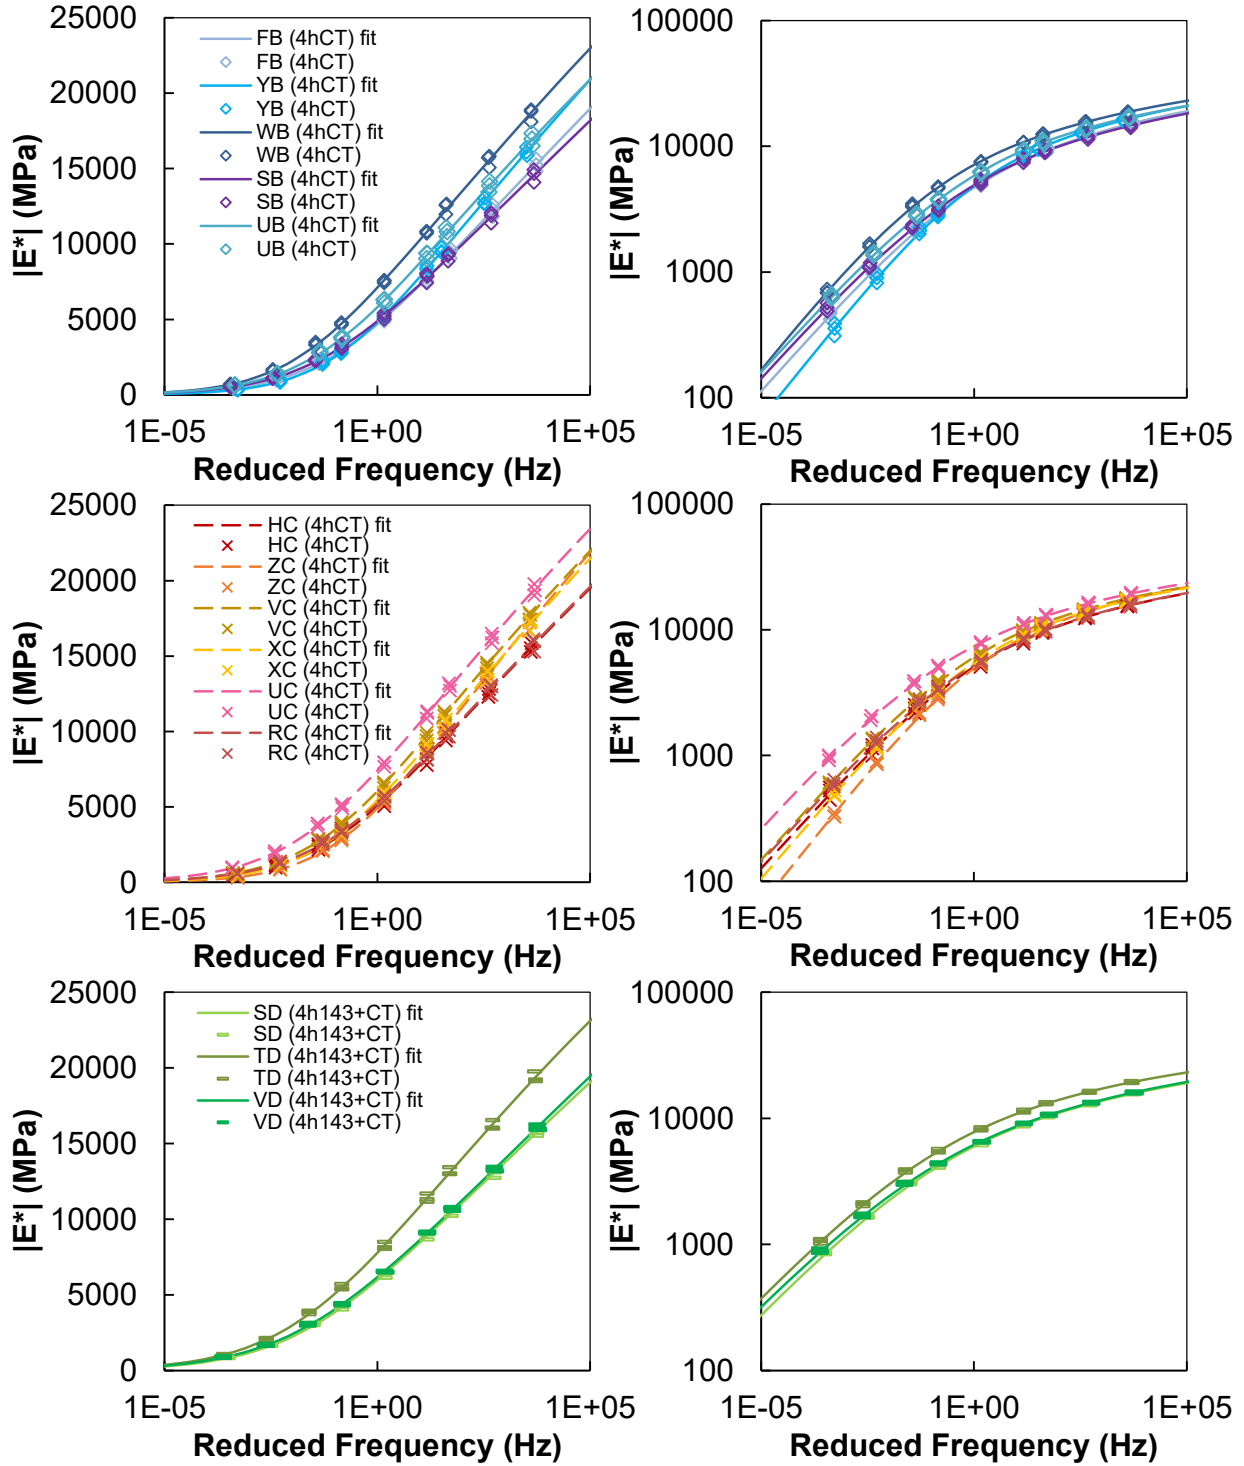 25000
20000
15000
10000
5000
0
|E*| (MPa)
FB (4hCT) fit
FB (4hCT)
YB (4hCT) fit
YB (4hCT)
WB (4hCT) fit
WB (4hCT)
SB (4hCT) fit
SB (4hCT)
UB (4hCT) fit
UB (4hCT)
1E-05 1E+00 1E+05
Reduced Frequency (Hz)
100000
10000
1000
100
|E*| (MPa)
1E-05 1E+00 1E+05
Reduced Frequency (Hz)
25000
20000
15000
10000
5000
0
|E*| (MPa)
HC (4hCT) fit
HC (4hCT)
ZC (4hCT) fit
ZC (4hCT)
VC (4hCT) fit
VC (4hCT)
XC (4hCT) fit
XC (4hCT)
UC (4hCT) fit
UC (4hCT)
RC (4hCT) fit
RC (4hCT)
1E-05 1E+00 1E+05
Reduced Frequency (Hz)
100000
10000
1000
100
|E*| (MPa)
1E-05 1E+00 1E+05
Reduced Frequency (Hz)
25000
20000
15000
10000
5000
0
|E*| (MPa)
SD (4h143+CT) fit
SD (4h143+CT)
TD (4h143+CT) fit
TD (4h143+CT)
VD (4h143+CT) fit
VD (4h143+CT)
1E-05 1E+00 1E+05
Reduced Frequency (Hz)
100000
10000
1000
100
|E*| (MPa)
1E-05 1E+00 1E+05
Reduced Frequency (Hz)